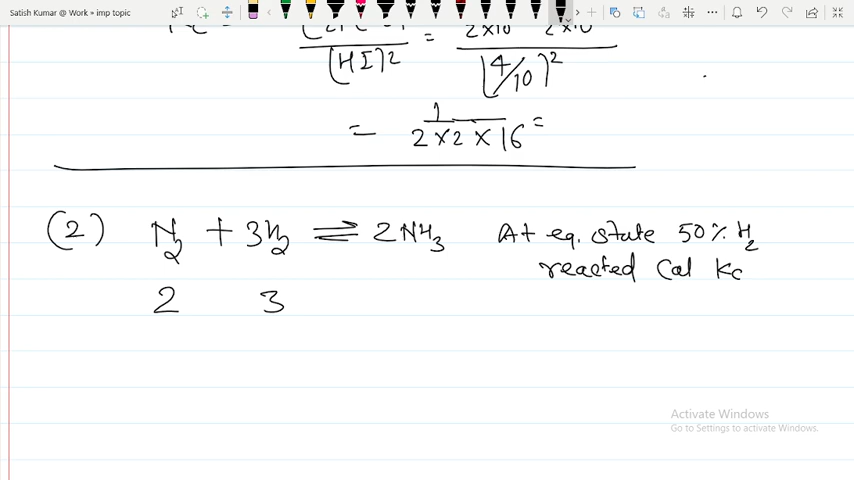 Satish Kumar @ Work » imp topic
(HI)2 (4/10)2
= 1
2×2×16 =
(2) N2 + 3H2 ⇌ 2NH3 At eq. state 50% H2
reacted Cal Kc
2 3
Activate Windows
Go to Settings to activate Windows.